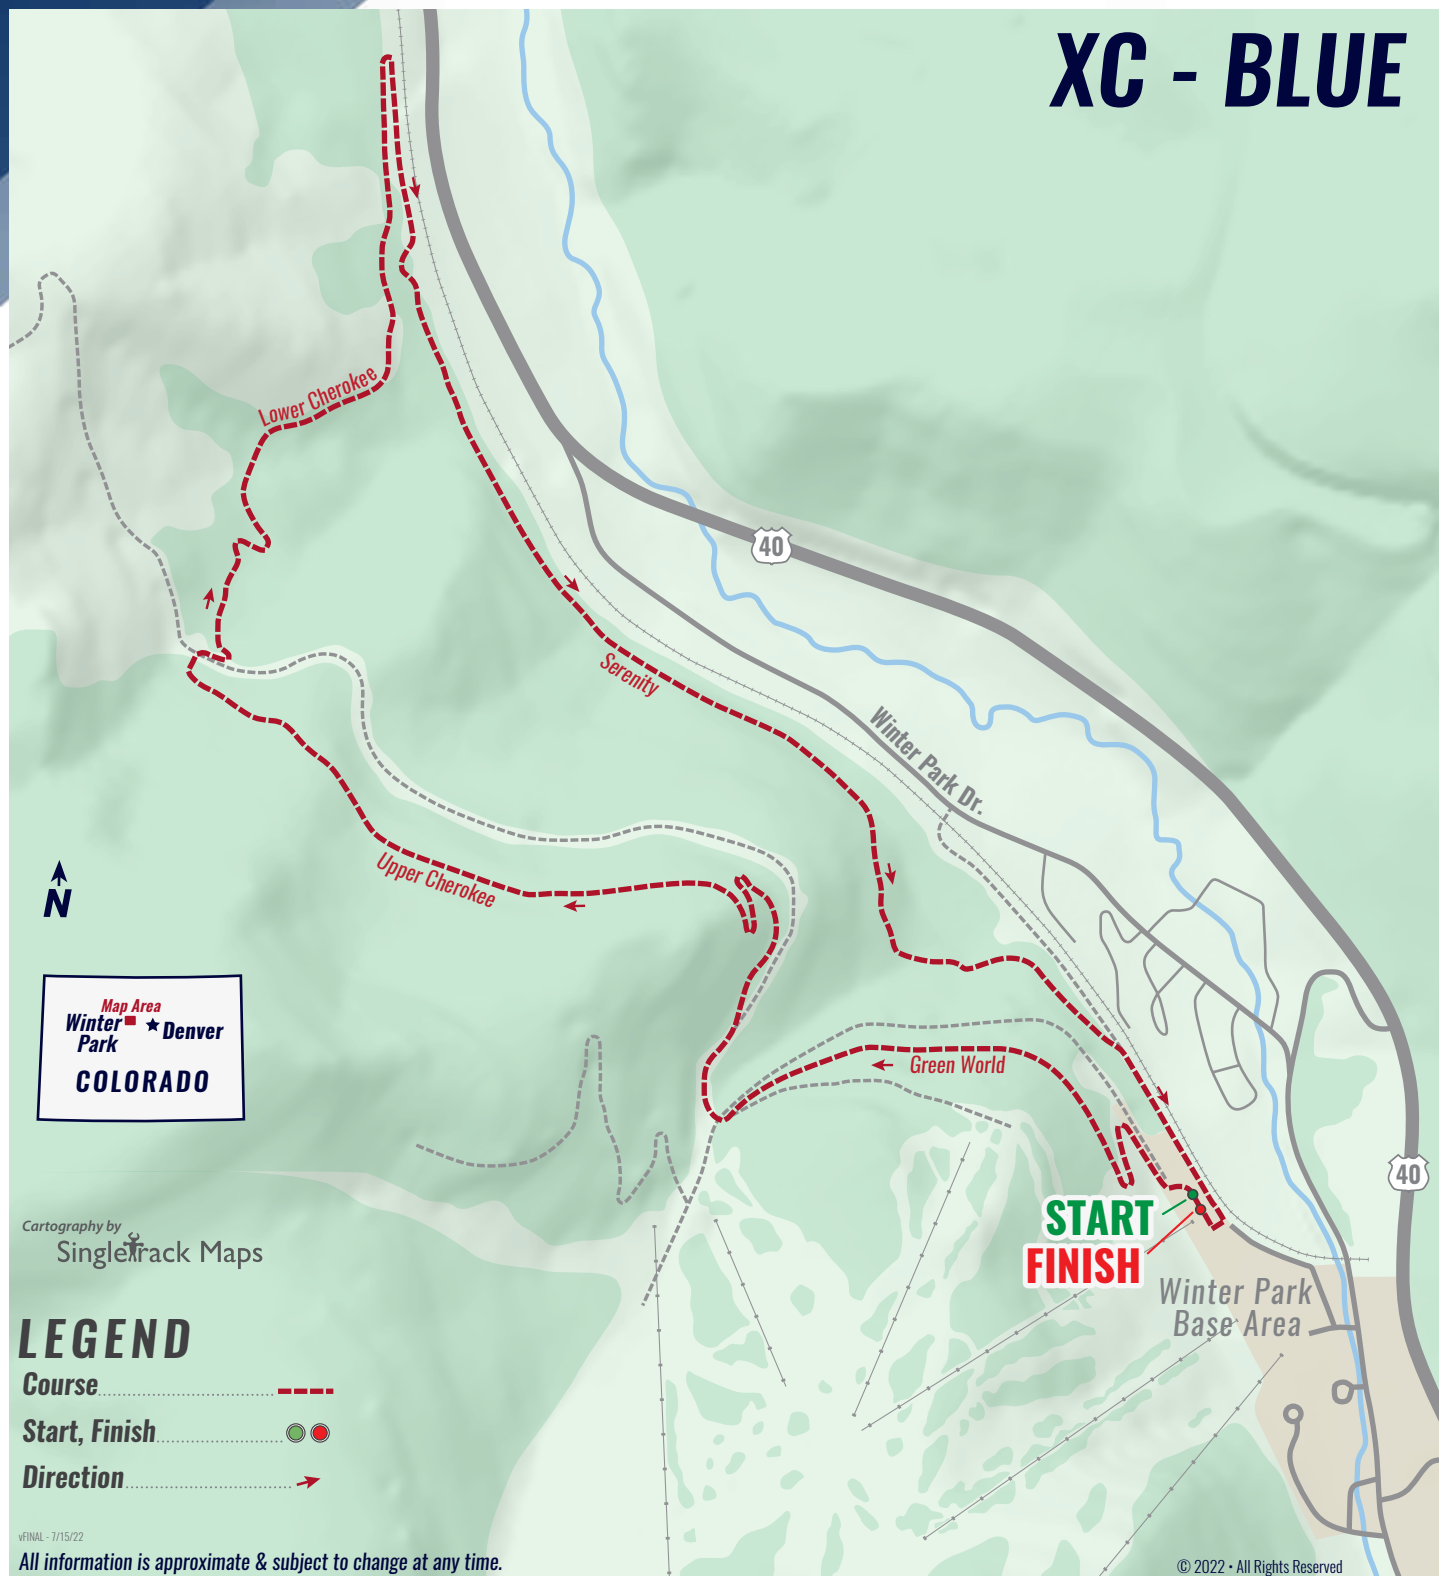 XC - BLUE
Lower Cherokee
40
Serenity
Winter Park Dr.
Upper Cherokee
N
Map Area
Winter
Park
Denver
COLORADO
Green World
40
START
FINISH
Winter Park
Base Area
Cartography by
Singletrack Maps
LEGEND
Course
Start, Finish
Direction
vFINAL - 7/15/22
All information is approximate & subject to change at any time.
© 2022 • All Rights Reserved